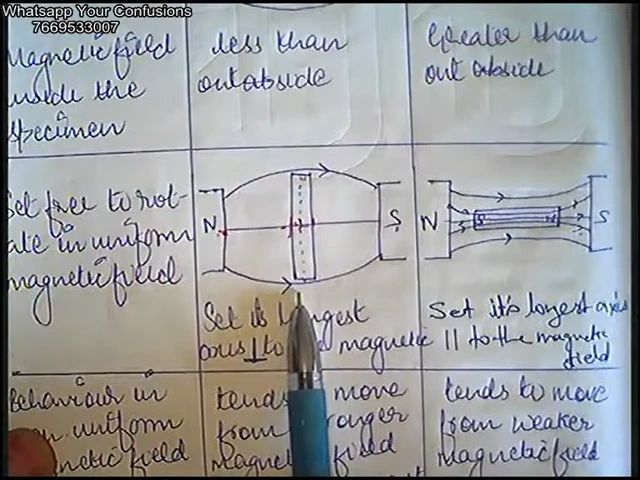 Whatsapp Your Confusions
7669533007
Magnetic field
inside the
specimen
less than
outside
Greater than
outside
Set free to rot-
ate in uniform
magnetic field
N
S
N
S
Set its longest
axis ⊥ to the magnetic
Set it's longest axis
|| to the magnetic
field
Behaviour in
uniform
magnetic field
tends to move
from stronger
magnetic field
tends to move
from weaker
magnetic field